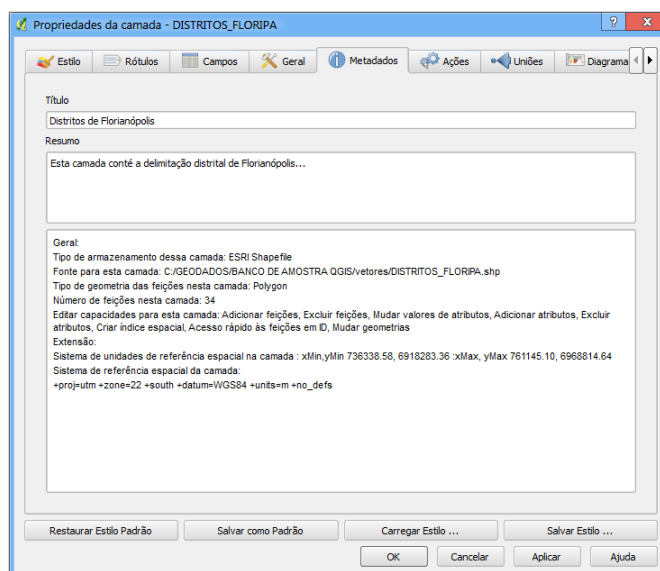 Propriedades da camada - DISTRITOS_FLORIPA
Estilo Rótulos Campos Geral Metadados Ações Uniões Diagrama
Título
Distritos de Florianópolis
Resumo
Esta camada conté a delimitação distrital de Florianópolis...
Geral:
Tipo de armazenamento dessa camada: ESRI Shapefile
Fonte para esta camada: C:/GEODADOS/BANCO DE AMOSTRA QGIS/vetores/DISTRITOS_FLORIPA.shp
Tipo de geometria das feições nesta camada: Polygon
Número de feições nesta camada: 34
Editar capacidades para esta camada: Adicionar feições, Excluir feições, Mudar valores de atributos, Adicionar atributos, Excluir
atributos, Criar índice espacial, Acesso rápido às feições em ID, Mudar geometrias
Extensão:
Sistema de unidades de referência espacial na camada : xMin,yMin 736338.58, 6918283.36 :xMax, yMax 761145.10, 6968814.64
Sistema de referência espacial da camada:
+proj=utm +zone=22 +south +datum=WGS84 +units=m +no_defs
Restaurar Estilo Padrão Salvar como Padrão Carregar Estilo ... Salvar Estilo ...
OK Cancelar Aplicar Ajuda